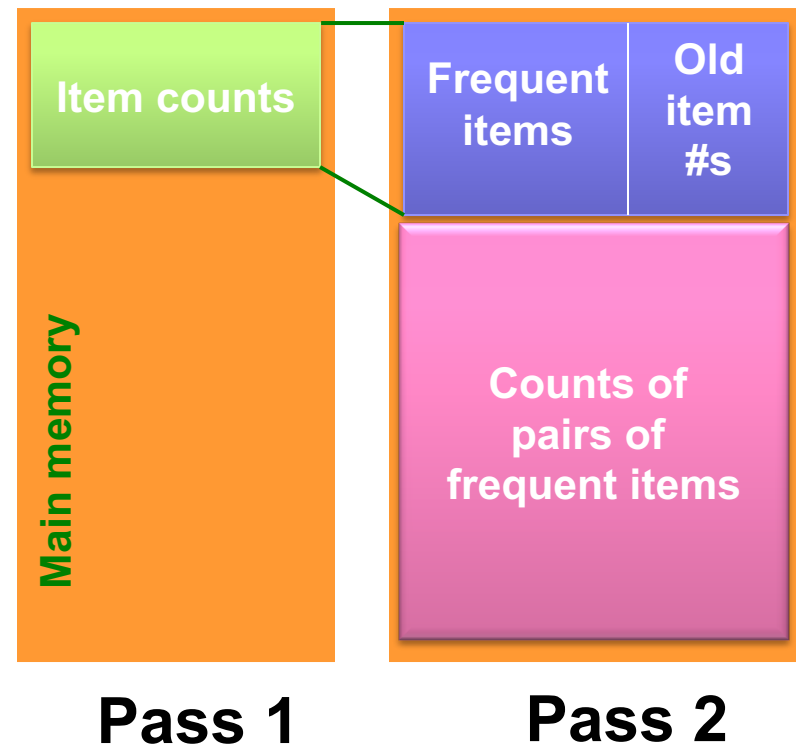 Item counts
Main memory
Frequent
items
Old
item
#s
Counts of
pairs of
frequent items
Pass 1
Pass 2